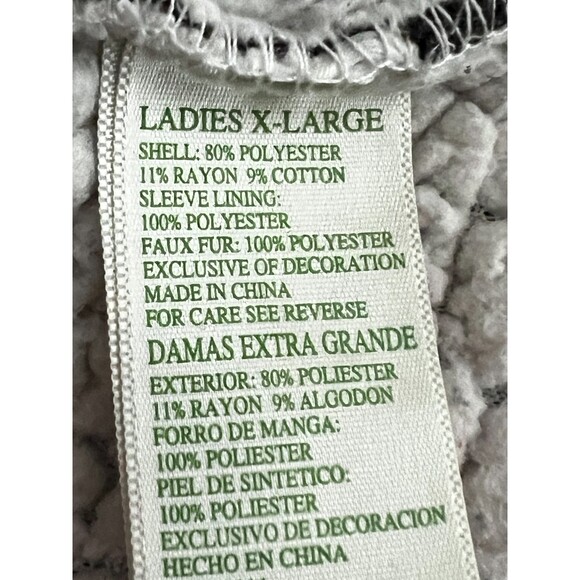 LADIES X-LARGE
SHELL: 80% POLYESTER
11% RAYON 9% COTTON
SLEEVE LINING:
100% POLYESTER
FAUX FUR: 100% POLYESTER
EXCLUSIVE OF DECORATION
MADE IN CHINA
FOR CARE SEE REVERSE
DAMAS EXTRA GRANDE
EXTERIOR: 80% POLIESTER
11% RAYON 9% ALGODON
FORRO DE MANGA:
100% POLIESTER
PIEL DE SINTETICO:
100% POLIESTER
EXCLUSIVO DE DECORACION
HECHO EN CHINA